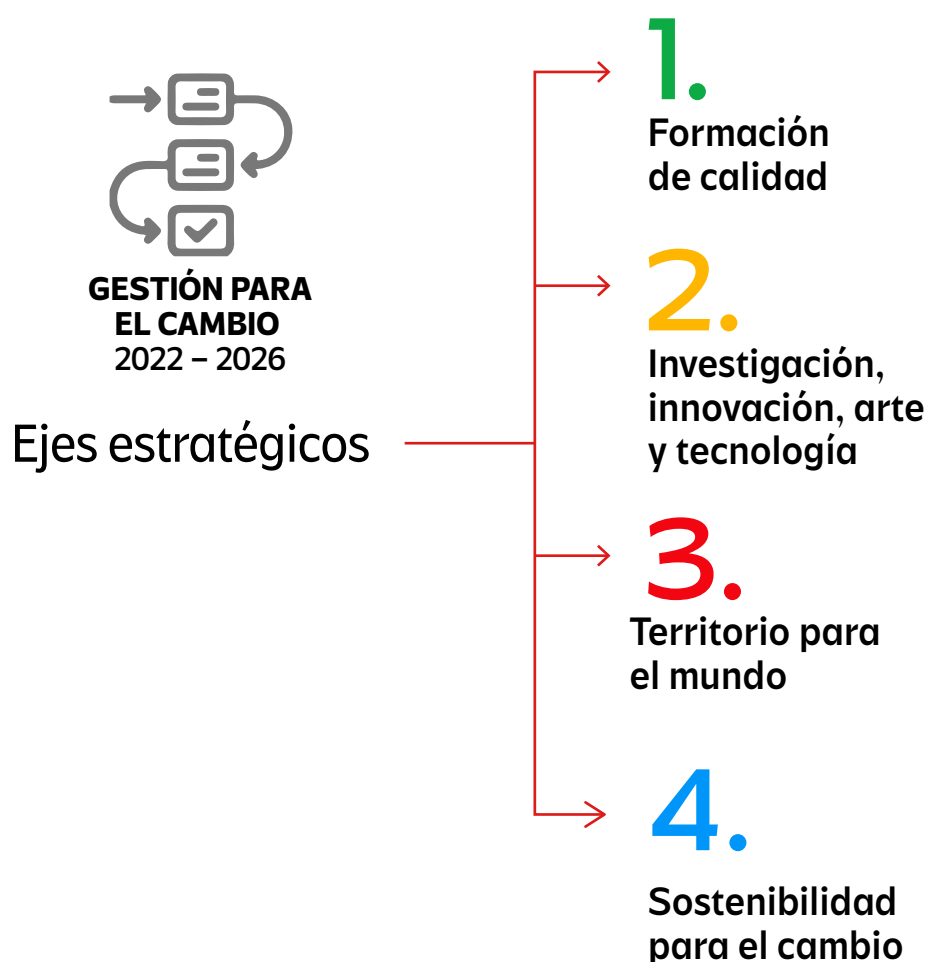 GESTIÓN PARA
EL CAMBIO
2022 – 2026
Ejes estratégicos
1.
Formación
de calidad
2.
Investigación,
innovación, arte
y tecnología
3.
Territorio para
el mundo
4.
Sostenibilidad
para el cambio